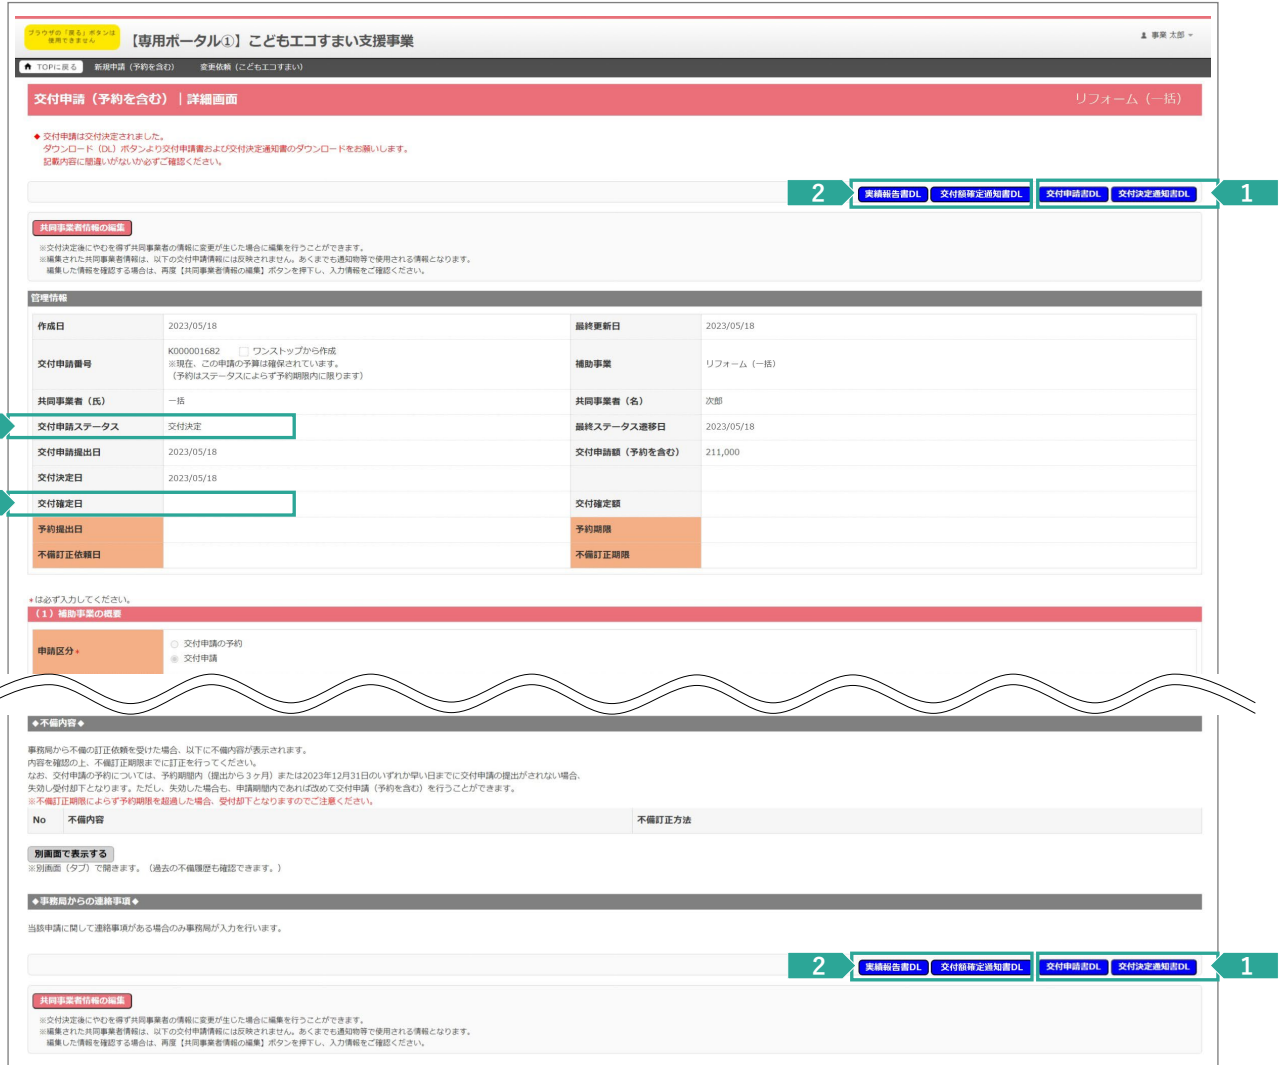 ブラウザの「戻る」ボタンは
使用できません
【専用ポータル①】こどもエコすまい支援事業
事業 太郎
TOPに戻る 新規申請（予約を含む） 変更依頼（こどもエコすまい）
交付申請（予約を含む）｜詳細画面 リフォーム（一括）
◆ 交付申請は交付決定されました。
ダウンロード（DL）ボタンより交付申請書および交付決定通知書のダウンロードをお願いします。
記載内容に間違いがないか必ずご確認ください。
2 実績報告書DL 交付額確定通知書DL 交付申請書DL 交付決定通知書DL 1
共同事業者情報の編集
※交付決定後にやむを得ず共同事業者の情報に変更が生じた場合に編集を行うことができます。
※編集された共同事業者情報は、以下の交付申請情報には反映されません。あくまでも通知物等で使用される情報となります。
編集した情報を確認する場合は、再度【共同事業者情報の編集】ボタンを押下し、入力情報をご確認ください。
管理情報
作成日 2023/05/18 最終更新日 2023/05/18
交付申請番号 K000001682 ワンストップから作成
※現在、この申請の予算は確保されています。
（予約はステータスによらず予約期限内に限ります）
補助事業 リフォーム（一括）
共同事業者（氏） 一括 共同事業者（名） 次郎
交付申請ステータス 交付決定 最終ステータス遷移日 2023/05/18
交付申請提出日 2023/05/18 交付申請額（予約を含む） 211,000
交付決定日 2023/05/18
交付確定日 交付確定額
予約提出日 予約期限
不備訂正依頼日 不備訂正期限
*は必ず入力してください。
（1）補助事業の概要
申請区分* 交付申請の予約
交付申請
◆不備内容◆
事務局から不備の訂正依頼を受けた場合、以下に不備内容が表示されます。
内容を確認の上、不備訂正期限までに訂正を行ってください。
なお、交付申請の予約については、予約期間内（提出から3ヶ月）または2023年12月31日のいずれか早い日までに交付申請の提出がされない場合、
失効し受付却下となります。ただし、失効した場合も、申請期間内であれば改めて交付申請（予約を含む）を行うことができます。
※不備訂正期限によらず予約期限を超過した場合、受付却下となりますのでご注意ください。
No 不備内容 不備訂正方法
別画面で表示する
※別画面（タブ）で開きます。（過去の不備履歴も確認できます。）
◆事務局からの連絡事項◆
当該申請に関して連絡事項がある場合のみ事務局が入力を行います。
2 実績報告書DL 交付額確定通知書DL 交付申請書DL 交付決定通知書DL 1
共同事業者情報の編集
※交付決定後にやむを得ず共同事業者の情報に変更が生じた場合に編集を行うことができます。
※編集された共同事業者情報は、以下の交付申請情報には反映されません。あくまでも通知物等で使用される情報となります。
編集した情報を確認する場合は、再度【共同事業者情報の編集】ボタンを押下し、入力情報をご確認ください。